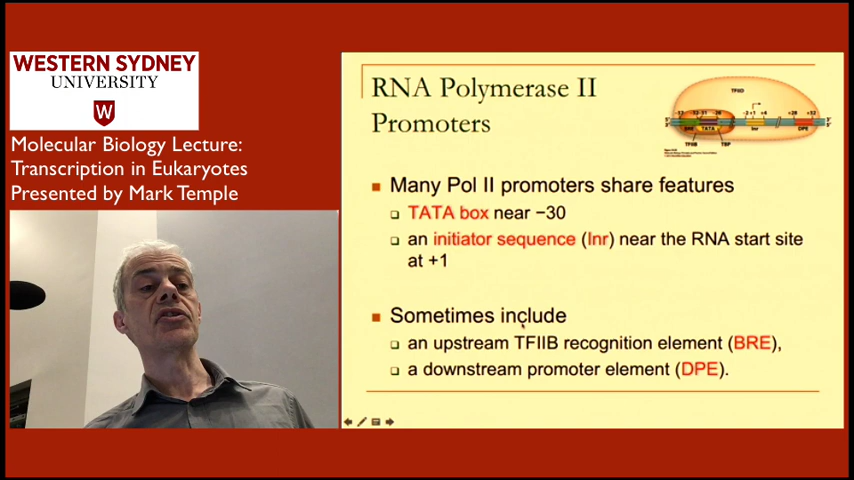 WESTERN SYDNEY
UNIVERSITY
W
Molecular Biology Lecture:
Transcription in Eukaryotes
Presented by Mark Temple
RNA Polymerase II
Promoters
TFIID
BRE TATA Inr DPE
TFIIB TBP
Many Pol II promoters share features
TATA box near −30
an initiator sequence (Inr) near the RNA start site
at +1
Sometimes include
an upstream TFIIB recognition element (BRE),
a downstream promoter element (DPE).